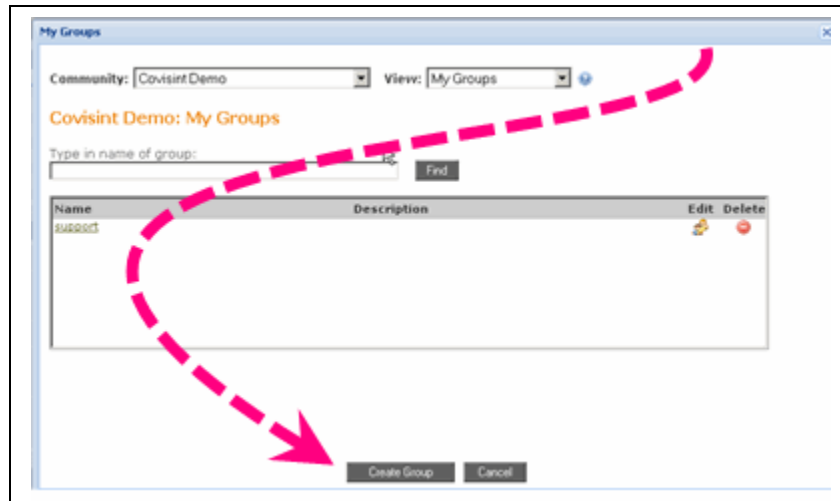 My Groups
Community: Covisint Demo View: My Groups
Covisint Demo: My Groups
Type in name of group:
Find
Name Description Edit Delete
support
Create Group Cancel